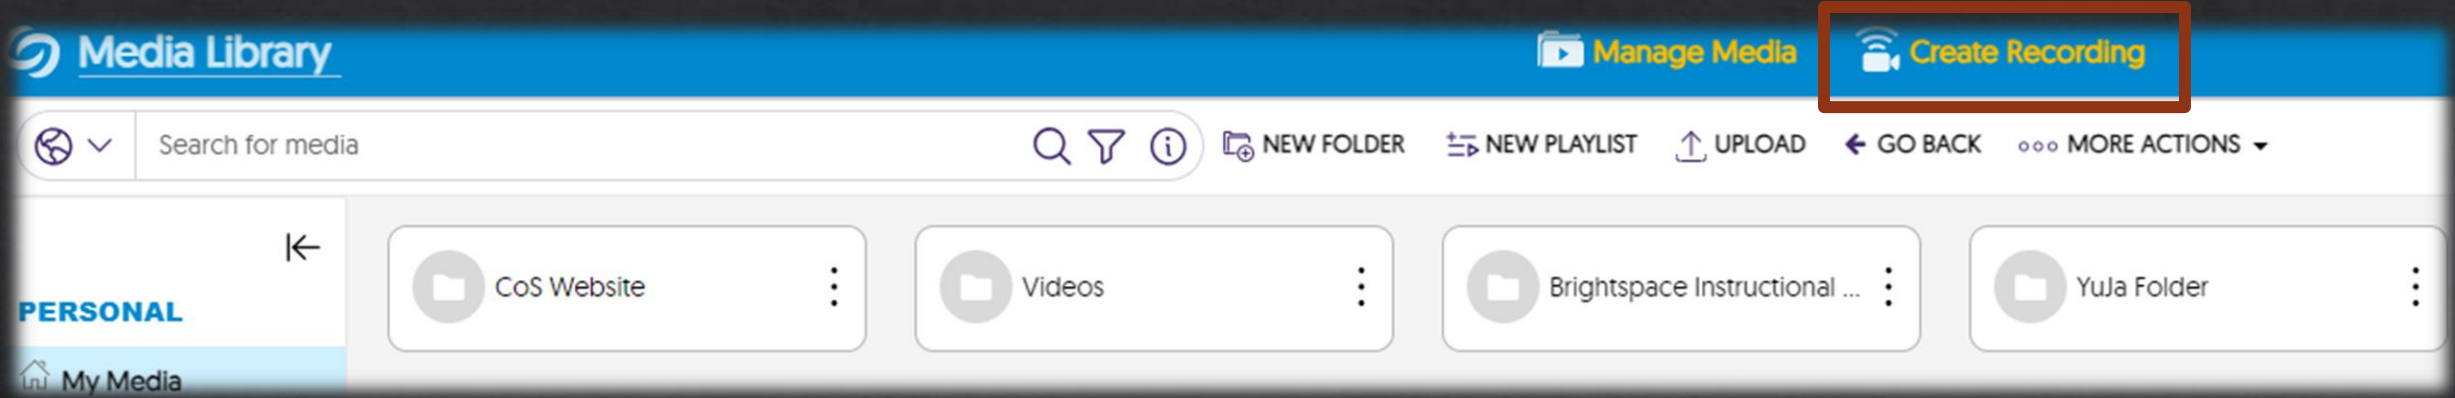 Media Library Manage Media Create Recording
Search for media NEW FOLDER NEW PLAYLIST UPLOAD GO BACK MORE ACTIONS
CoS Website Videos Brightspace Instructional ... YuJa Folder
PERSONAL
My Media